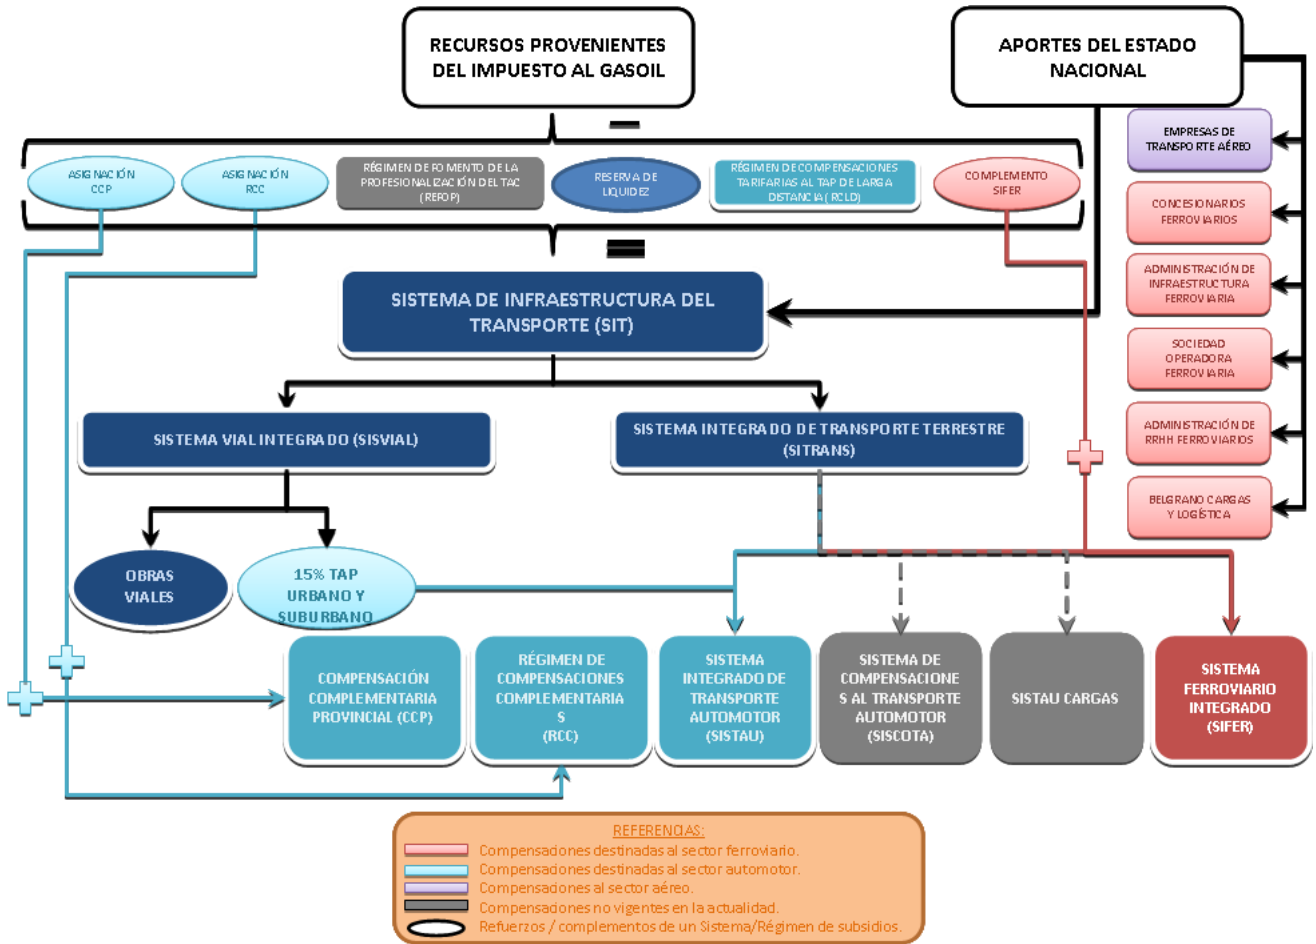 RECURSOS PROVENIENTES
DEL IMPUESTO AL GASOIL
APORTES DEL ESTADO
NACIONAL
ASIGNACIÓN
CCP
ASIGNACIÓN
RCC
RÉGIMEN DE FOMENTO DE LA
PROFESIONALIZACIÓN DEL TAC
(REFOP)
RESERVA DE
LIQUIDEZ
RÉGIMEN DE COMPENSACIONES
TARIFARIAS AL TAP DE LARGA
DISTANCIA (RCLD)
COMPLEMENTO
SIFER
EMPRESAS DE
TRANSPORTE AÉREO
CONCESIONARIOS
FERROVIARIOS
ADMINISTRACIÓN DE
INFRAESTRUCTURA
FERROVIARIA
SOCIEDAD
OPERADORA
FERROVIARIA
ADMINISTRACIÓN DE
RRHH FERROVIARIOS
BELGRANO CARGAS
Y LOGÍSTICA
SISTEMA DE INFRAESTRUCTURA DEL
TRANSPORTE (SIT)
SISTEMA VIAL INTEGRADO (SISVIAL)
SISTEMA INTEGRADO DE TRANSPORTE TERRESTRE
(SITRANS)
OBRAS
VIALES
15% TAP
URBANO Y
SUBURBANO
COMPENSACIÓN
COMPLEMENTARIA
PROVINCIAL (CCP)
RÉGIMEN DE
COMPENSACIONES
COMPLEMENTARIA
S
(RCC)
SISTEMA
INTEGRADO DE
TRANSPORTE
AUTOMOTOR
(SISTAU)
SISTEMA DE
COMPENSACIONE
S AL TRANSPORTE
AUTOMOTOR
(SISCOTA)
SISTAU CARGAS
SISTEMA
FERROVIARIO
INTEGRADO
(SIFER)
REFERENCIAS:
Compensaciones destinadas al sector ferroviario.
Compensaciones destinadas al sector automotor.
Compensaciones al sector aéreo.
Compensaciones no vigentes en la actualidad.
Refuerzos / complementos de un Sistema/Régimen de subsidios.